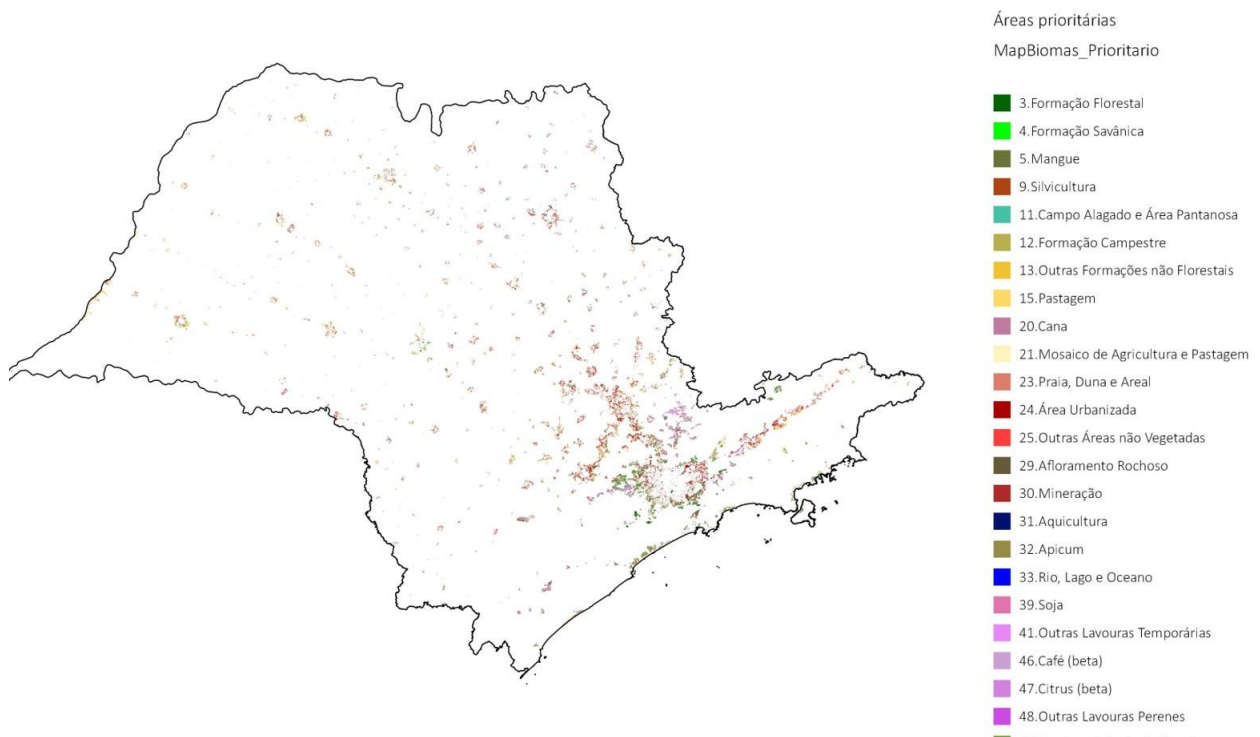 Áreas prioritárias
MapBiomas_Prioritario
3.Formação Florestal
4.Formação Savânica
5.Mangue
9.Silvicultura
11.Campo Alagado e Área Pantanosa
12.Formação Campestre
13.Outras Formações não Florestais
15.Pastagem
20.Cana
21.Mosaico de Agricultura e Pastagem
23.Praia, Duna e Areal
24.Área Urbanizada
25.Outras Áreas não Vegetadas
29.Afloramento Rochoso
30.Mineração
31.Aquicultura
32.Apicum
33.Rio, Lago e Oceano
39.Soja
41.Outras Lavouras Temporárias
46.Café (beta)
47.Citrus (beta)
48.Outras Lavouras Perenes